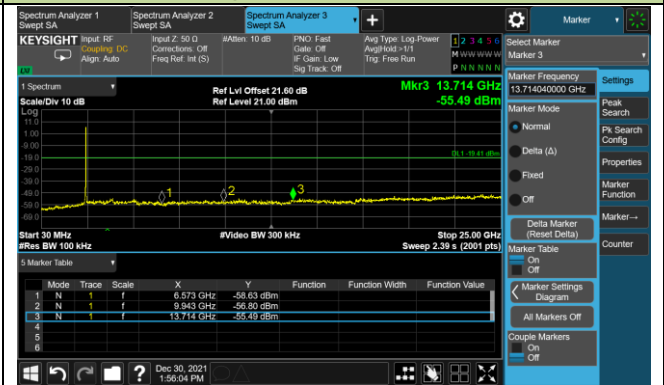 Spectrum Analyzer 1
Swept SA
Spectrum Analyzer 2
Swept SA
Spectrum Analyzer 3
Swept SA
+
Marker
KEYSIGHT
Input: RF
Coupling: DC
Align: Auto
Input Z: 50 Ω
Corrections: Off
Freq Ref: Int (S)
#Atten: 10 dB
PNO: Fast
Gate: Off
IF Gain: Low
Sig Track: Off
Avg Type: Log-Power
Avg|Hold:>1/1
Trig: Free Run
1 2 3 4 5 6
M W W W W W
P N N N N N
Select Marker
Marker 3
1 Spectrum
Scale/Div 10 dB
Ref Lvl Offset 21.60 dB
Ref Level 21.00 dBm
Mkr3 13.714 GHz
-55.49 dBm
Log
11.0
1.00
-9.00
-19.0
-29.0
-39.0
-49.0
-59.0
-69.0
DL1 -19.41 dBm
1
2
3
Start 30 MHz
#Res BW 100 kHz
#Video BW 300 kHz
Stop 25.00 GHz
Sweep 2.39 s (2001 pts)
5 Marker Table
Mode Trace Scale X Y Function Function Width Function Value
1 N 1 f 6.573 GHz -58.63 dBm
2 N 1 f 9.943 GHz -56.80 dBm
3 N 1 f 13.714 GHz -55.49 dBm
4
5
6
Dec 30, 2021
1:56:04 PM
Marker Frequency
13.714040000 GHz
Marker Mode
Normal
Delta (Δ)
Fixed
Off
Delta Marker
(Reset Delta)
Marker Table
On
Off
Marker Settings
Diagram
All Markers Off
Couple Markers
On
Off
Settings
Peak
Search
Pk Search
Config
Properties
Marker
Function
Marker→
Counter